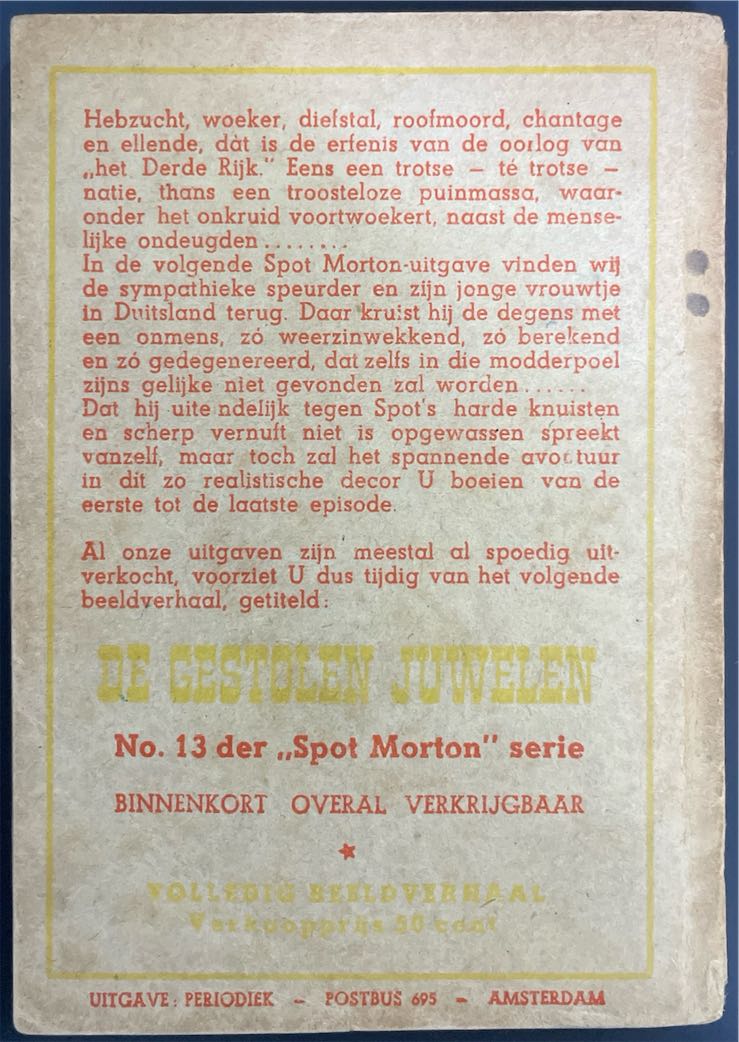 Hebzucht, woeker, diefstal, roofmoord, chantage
en ellende, dàt is de erfenis van de oorlog van
„het Derde Rijk." Eens een trotse – té trotse –
natie, thans een troosteloze puinmassa, waar-
onder het onkruid voortwoekert, naast de mense-
lijke ondeugden ........
In de volgende Spot Morton-uitgave vinden wij
de sympathieke speurder en zijn jonge vrouwtje
in Duitsland terug. Daar kruist hij de degens met
een onmens, zó weerzinwekkend, zó berekend
en zó gedegenereerd, dat zelfs in die modderpoel
zijns gelijke niet gevonden zal worden ......
Dat hij uite ndelijk tegen Spot's harde knuisten
en scherp vernuft niet is opgewassen spreekt
vanzelf, maar toch zal het spannende avontuur
in dit zo realistische decor U boeien van de
eerste tot de laatste episode.
Al onze uitgaven zijn meestal al spoedig uit-
verkocht, voorziet U dus tijdig van het volgende
beeldverhaal, getiteld:
DE GESTOLEN JUWELEN
No. 13 der „Spot Morton" serie
BINNENKORT OVERAL VERKRIJGBAAR
VOLLEDIG BEELDVERHAAL
Verkoopprijs 50 cent
UITGAVE: PERIODIEK – POSTBUS 695 – AMSTERDAM